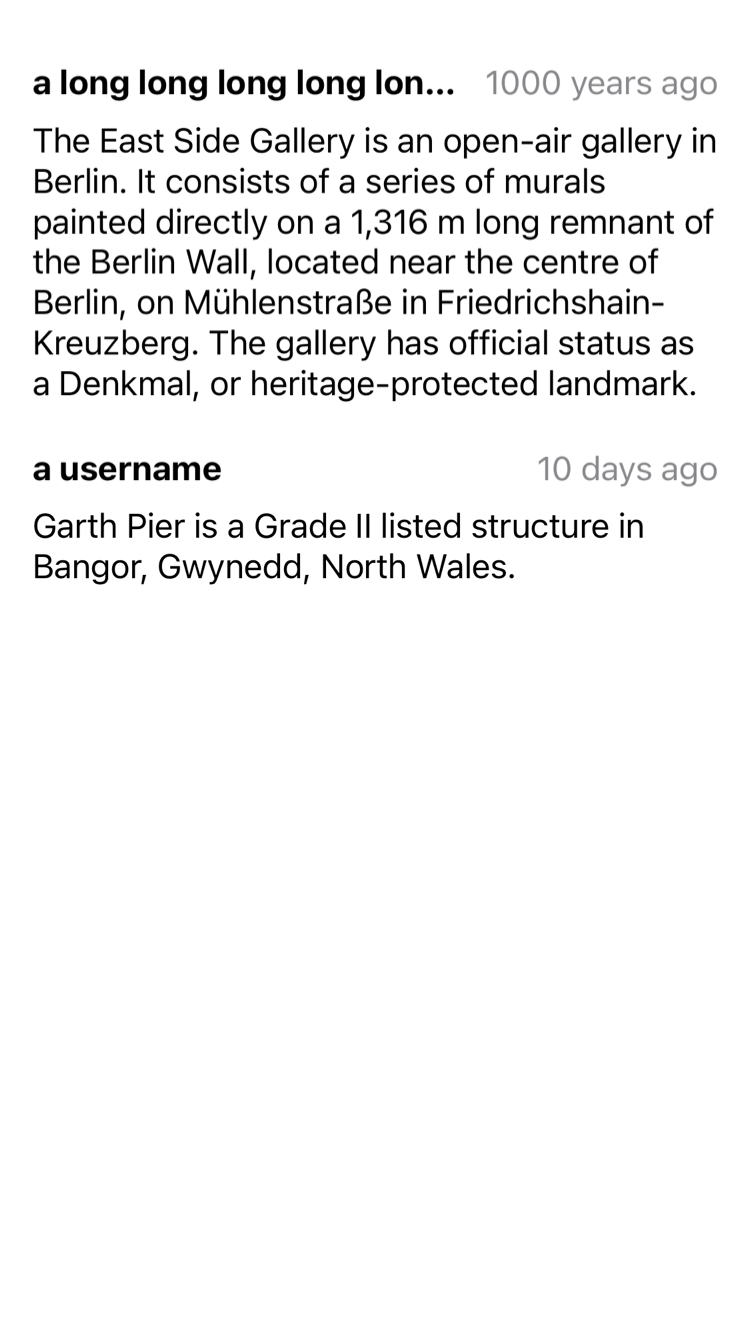 a long long long long lon... 1000 years ago
The East Side Gallery is an open-air gallery in
Berlin. It consists of a series of murals
painted directly on a 1,316 m long remnant of
the Berlin Wall, located near the centre of
Berlin, on Mühlenstraße in Friedrichshain-
Kreuzberg. The gallery has official status as
a Denkmal, or heritage-protected landmark.
a username 10 days ago
Garth Pier is a Grade II listed structure in
Bangor, Gwynedd, North Wales.